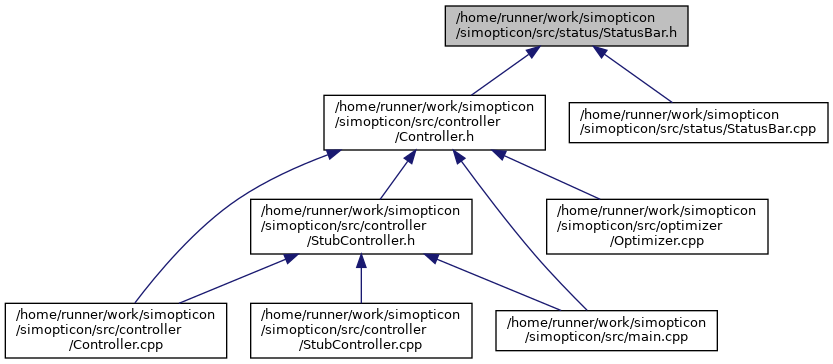 /home/runner/work/simopticon
/simopticon/src/status/StatusBar.h
/home/runner/work/simopticon
/simopticon/src/controller
/Controller.h
/home/runner/work/simopticon
/simopticon/src/status/StatusBar.cpp
/home/runner/work/simopticon
/simopticon/src/controller
/StubController.h
/home/runner/work/simopticon
/simopticon/src/optimizer
/Optimizer.cpp
/home/runner/work/simopticon
/simopticon/src/controller
/Controller.cpp
/home/runner/work/simopticon
/simopticon/src/controller
/StubController.cpp
/home/runner/work/simopticon
/simopticon/src/main.cpp